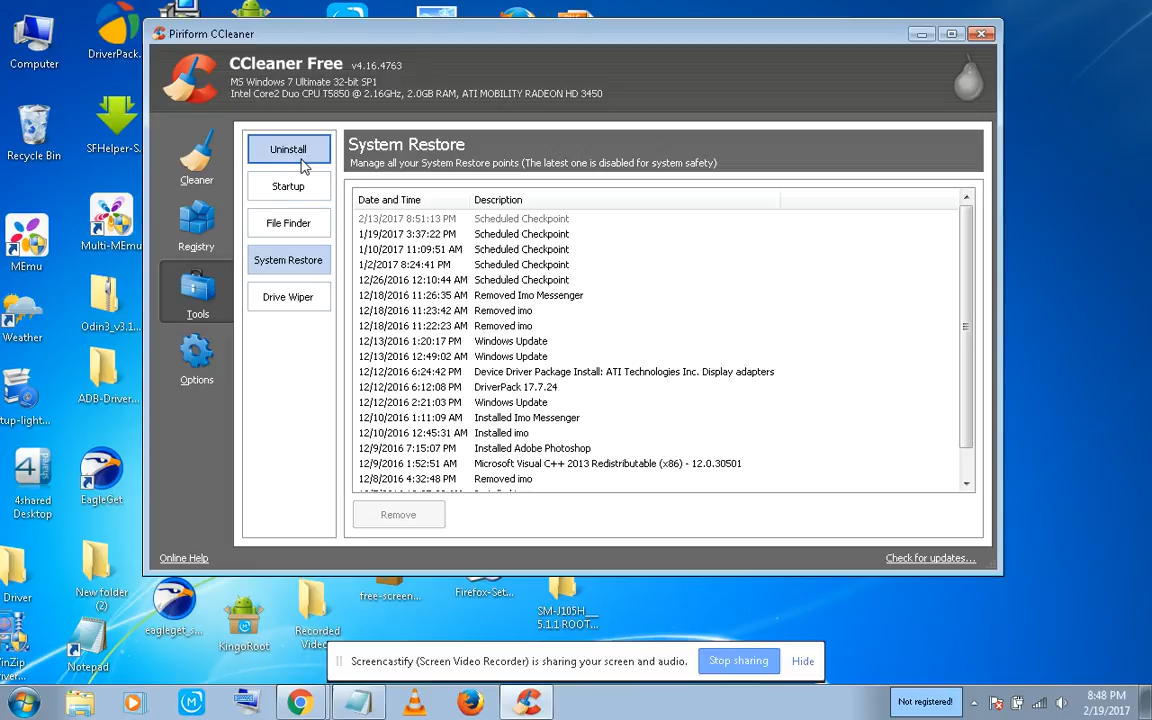 Computer
DriverPack.
Recycle Bin
SFHelper-S..
MEmu
Multi-MEmu
Weather
Odin3_v3.1...
tup-light...
ADB-Driver...
4shared
Desktop
EagleGet
Driver
New folder
(2)
eagleget_s...
KingoRoot
Recorded
free-screen...
Firefox-Set...
SM-J105H__
5.1.1 ROOT...
Notepad
Piriform CCleaner
CCleaner Free v4.16.4763
MS Windows 7 Ultimate 32-bit SP1
Intel Core2 Duo CPU T5850 @ 2.16GHz, 2.0GB RAM, ATI MOBILITY RADEON HD 3450
Cleaner
Registry
Tools
Options
Uninstall
Startup
File Finder
System Restore
Drive Wiper
System Restore
Manage all your System Restore points (The latest one is disabled for system safety)
Date and Time Description
2/13/2017 8:51:13 PM Scheduled Checkpoint
1/19/2017 3:37:22 PM Scheduled Checkpoint
1/10/2017 11:09:51 AM Scheduled Checkpoint
1/2/2017 8:24:41 PM Scheduled Checkpoint
12/26/2016 12:10:44 AM Scheduled Checkpoint
12/18/2016 11:26:35 AM Removed Imo Messenger
12/18/2016 11:23:42 AM Removed imo
12/18/2016 11:22:23 AM Removed imo
12/13/2016 1:20:17 PM Windows Update
12/13/2016 12:49:02 AM Windows Update
12/12/2016 6:24:42 PM Device Driver Package Install: ATI Technologies Inc. Display adapters
12/12/2016 6:12:08 PM DriverPack 17.7.24
12/12/2016 2:21:03 PM Windows Update
12/10/2016 1:11:09 AM Installed Imo Messenger
12/10/2016 12:45:31 AM Installed imo
12/9/2016 7:15:07 PM Installed Adobe Photoshop
12/9/2016 1:52:51 AM Microsoft Visual C++ 2013 Redistributable (x86) - 12.0.30501
12/8/2016 4:32:48 PM Removed imo
Remove
Online Help
Check for updates...
Screencastify (Screen Video Recorder) is sharing your screen and audio.
Stop sharing
Hide
Not registered!
8:48 PM
2/19/2017